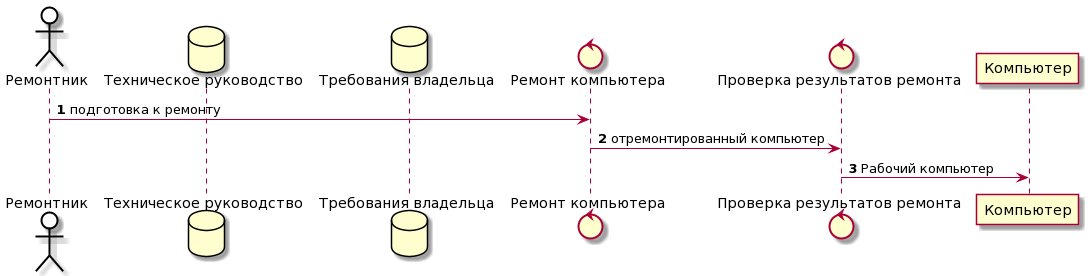 Ремонтник
Техническое руководство
Требования владельца
Ремонт компьютера
Проверка результатов ремонта
Компьютер
1 подготовка к ремонту
2 отремонтированный компьютер
3 Рабочий компьютер
Ремонтник
Техническое руководство
Требования владельца
Ремонт компьютера
Проверка результатов ремонта
Компьютер